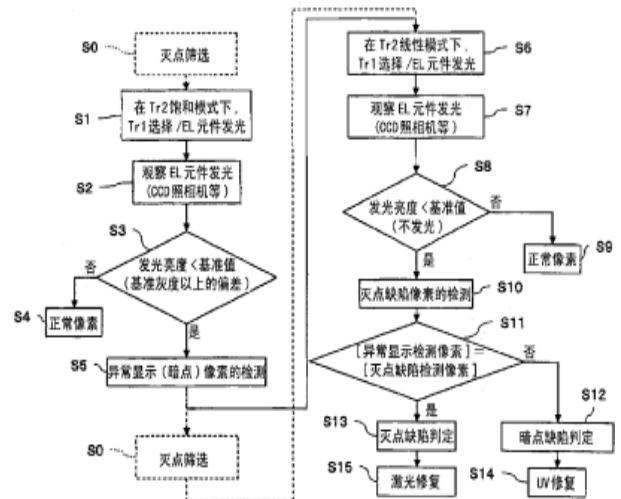 S0
灭点筛选
S1
在Tr2饱和模式下,
Tr1选择/EL元件发光
S2
观察EL元件发光
(CCD照相机等)
S3
发光亮度<基准值
(基准灰度以上的偏差)
否
S4
正常像素
是
S5
异常显示(暗点)像素的检测
S0
灭点筛选
S6
在Tr2线性模式下,
Tr1选择/EL元件发光
S7
观察EL元件发光
(CCD照相机等)
S8
发光亮度<基准值
(不发光)
否
S9
正常像素
是
S10
灭点缺陷像素的检测
S11
[异常显示检测像素]=
[灭点缺陷检测像素]
否
S12
是
S13
灭点缺陷判定
暗点缺陷判定
S15
激光修复
S14
UV修复